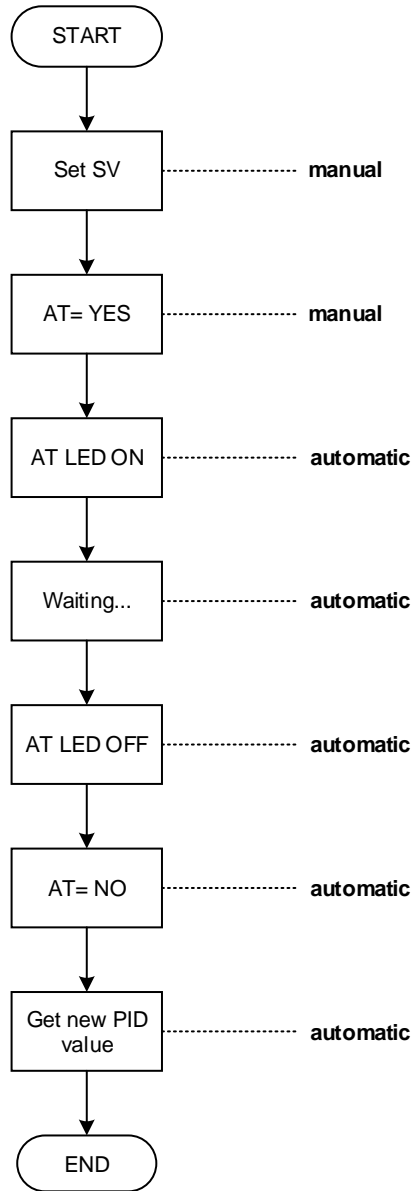 START
Set SV
manual
AT= YES
manual
AT LED ON
automatic
Waiting...
automatic
AT LED OFF
automatic
AT= NO
automatic
Get new PID
value
automatic
END